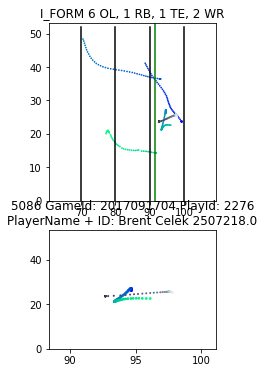 I_FORM 6 OL, 1 RB, 1 TE, 2 WR
50
40
30
20
10
0
70 80 90 100
5086 GameId: 2017091704 PlayId: 2276
PlayerName + ID: Brent Celek 2507218.0
40
20
0
90 95 100